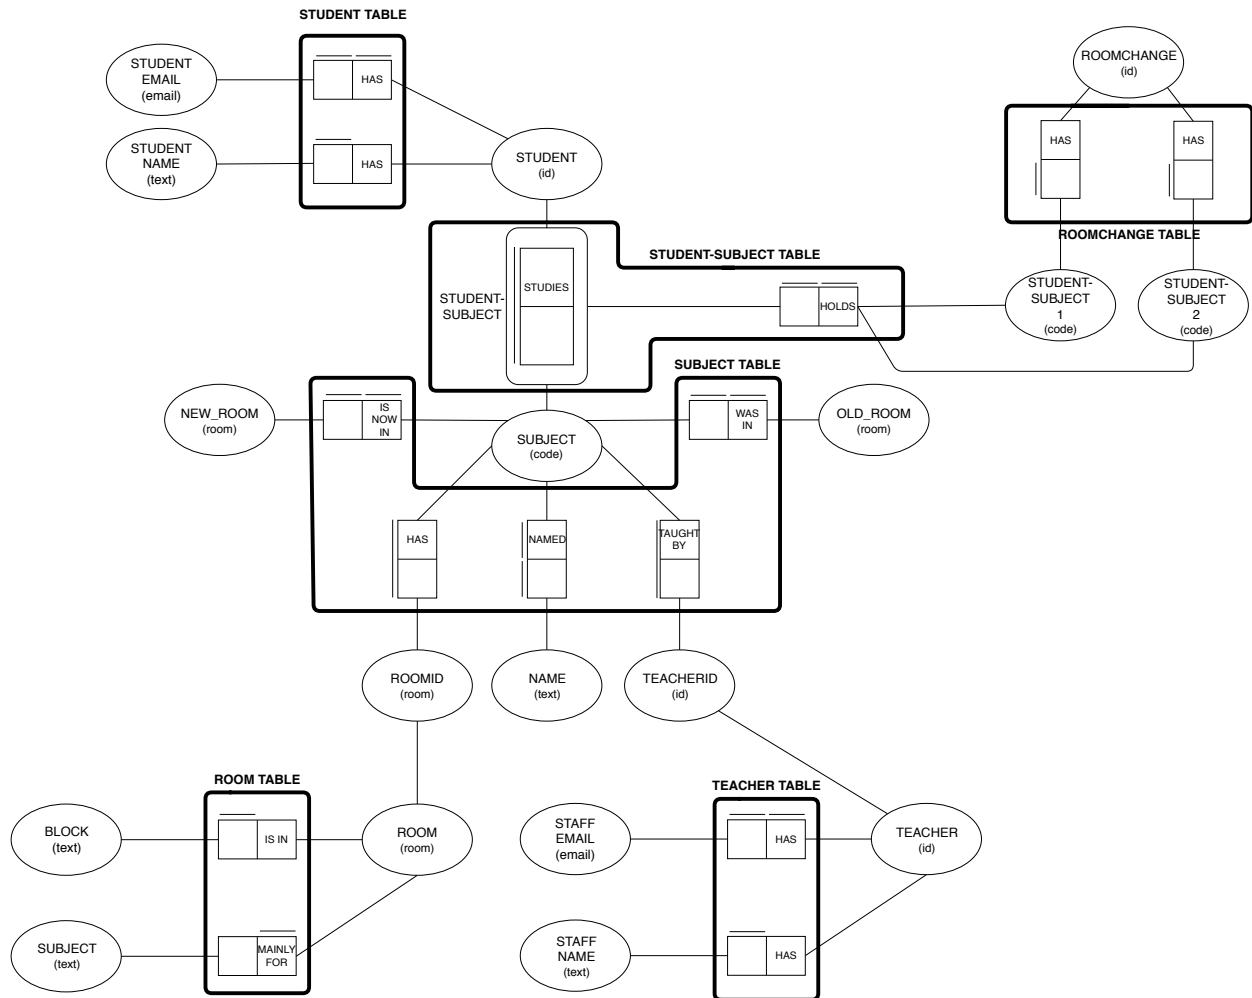 STUDENT TABLE
STUDENT
EMAIL
(email)
HAS
ROOMCHANGE
(id)
STUDENT
NAME
(text)
HAS
STUDENT
(id)
HAS
HAS
ROOMCHANGE TABLE
STUDENT-SUBJECT TABLE
STUDENT-
SUBJECT
STUDIES
HOLDS
STUDENT-
SUBJECT
1
(code)
STUDENT-
SUBJECT
2
(code)
SUBJECT TABLE
NEW_ROOM
(room)
IS
NOW
IN
SUBJECT
(code)
WAS
IN
OLD_ROOM
(room)
HAS
NAMED
TAUGHT
BY
ROOMID
(room)
NAME
(text)
TEACHERID
(id)
ROOM TABLE
BLOCK
(text)
IS IN
ROOM
(room)
SUBJECT
(text)
MAINLY
FOR
TEACHER TABLE
STAFF
EMAIL
(email)
HAS
TEACHER
(id)
STAFF
NAME
(text)
HAS